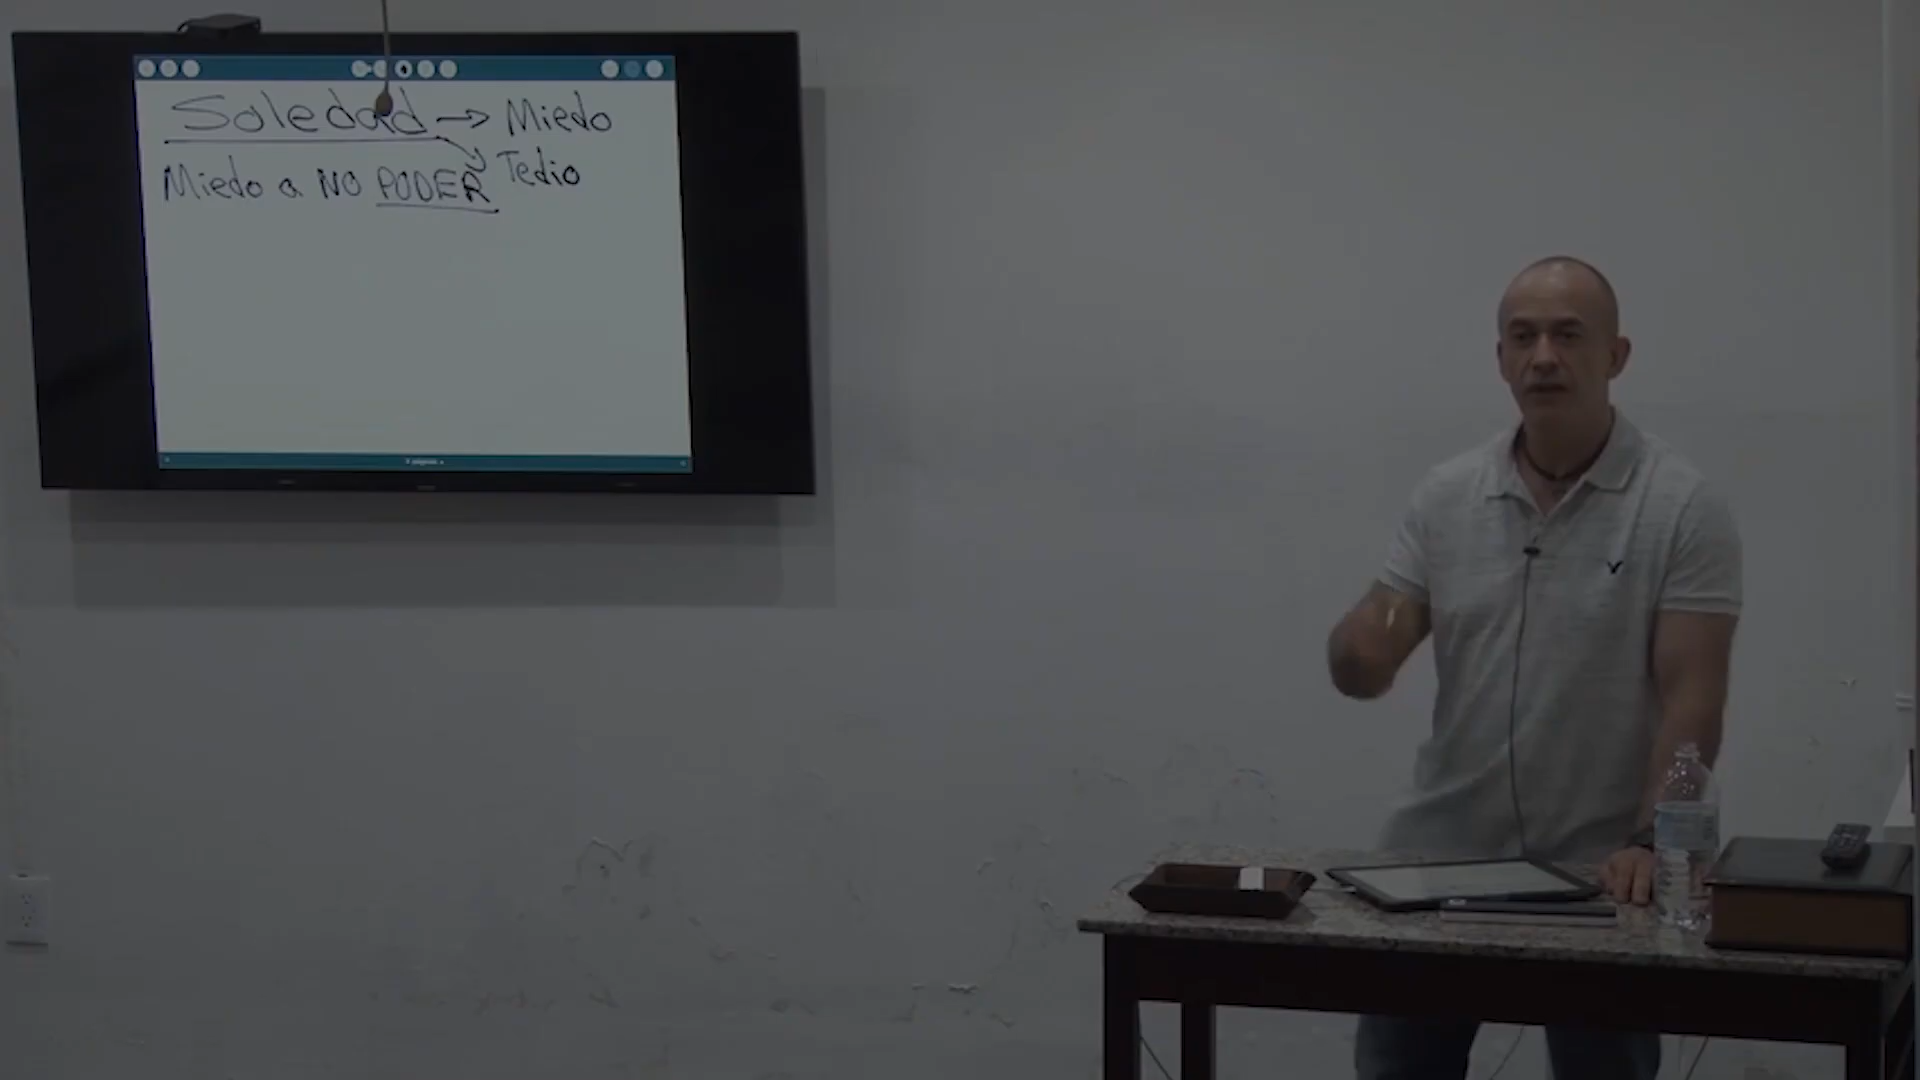 Soledad → Miedo
Tedio
Miedo a NO PODER